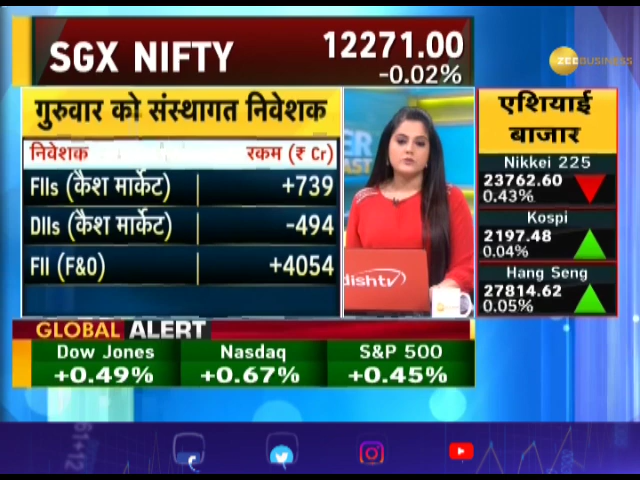 SGX NIFTY
12271.00
-0.02%
ZEE BUSINESS
गुरुवार को संस्थागत निवेशक
निवेशक रकम (₹ Cr)
FIIs (कैश मार्केट) +739
DIIs (कैश मार्केट) -494
FII (F&O) +4054
dishtv
एशियाई
बाजार
Nikkei 225
23762.60
0.43%
Kospi
2197.48
0.04%
Hang Seng
27814.62
0.05%
GLOBAL ALERT
Dow Jones Nasdaq S&P 500
+0.49% +0.67% +0.45%